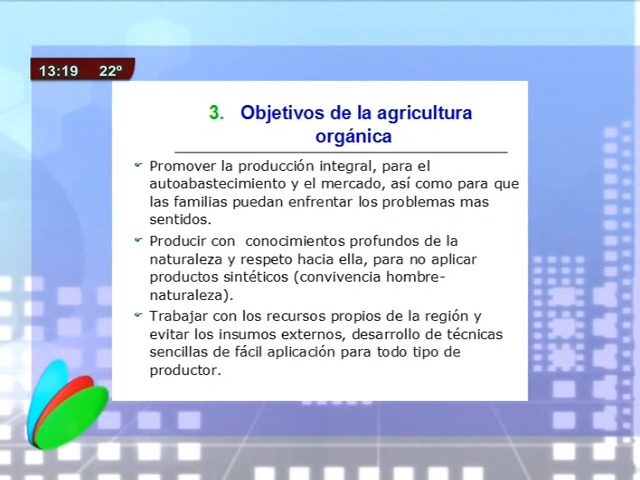 13:19 22º
3. Objetivos de la agricultura
orgánica
Promover la producción integral, para el
autoabastecimiento y el mercado, así como para que
las familias puedan enfrentar los problemas mas
sentidos.
Producir con conocimientos profundos de la
naturaleza y respeto hacia ella, para no aplicar
productos sintéticos (convivencia hombre-
naturaleza).
Trabajar con los recursos propios de la región y
evitar los insumos externos, desarrollo de técnicas
sencillas de fácil aplicación para todo tipo de
productor.